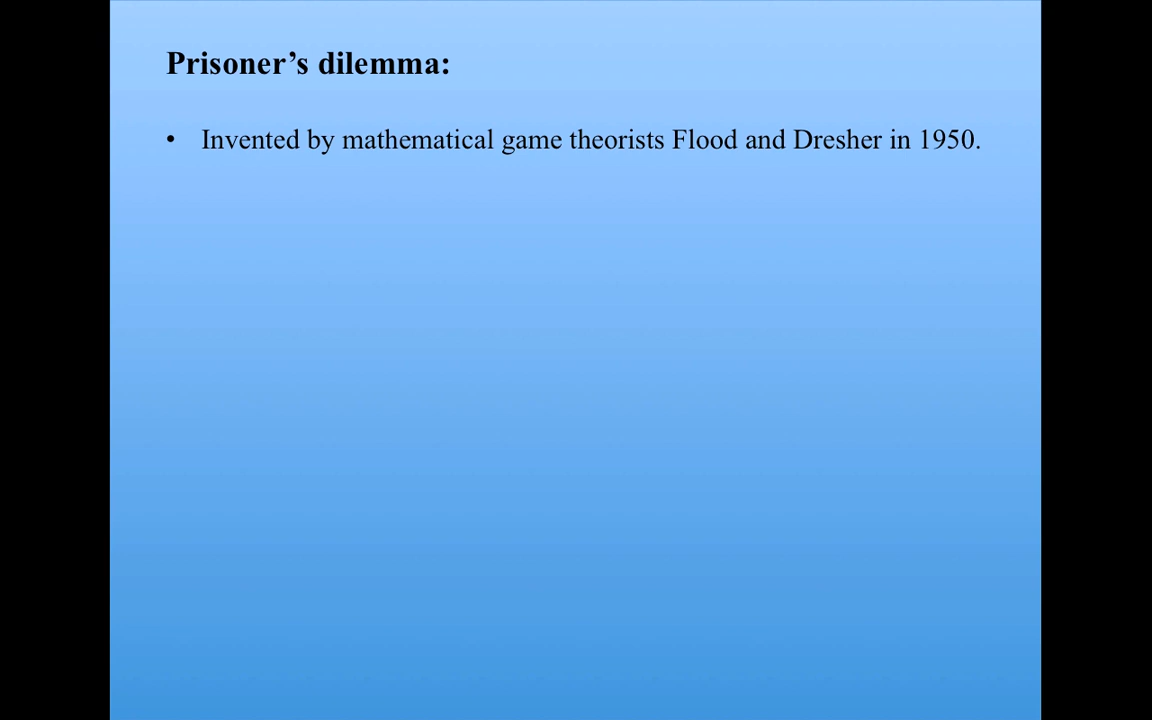 Prisoner’s dilemma:
• Invented by mathematical game theorists Flood and Dresher in 1950.